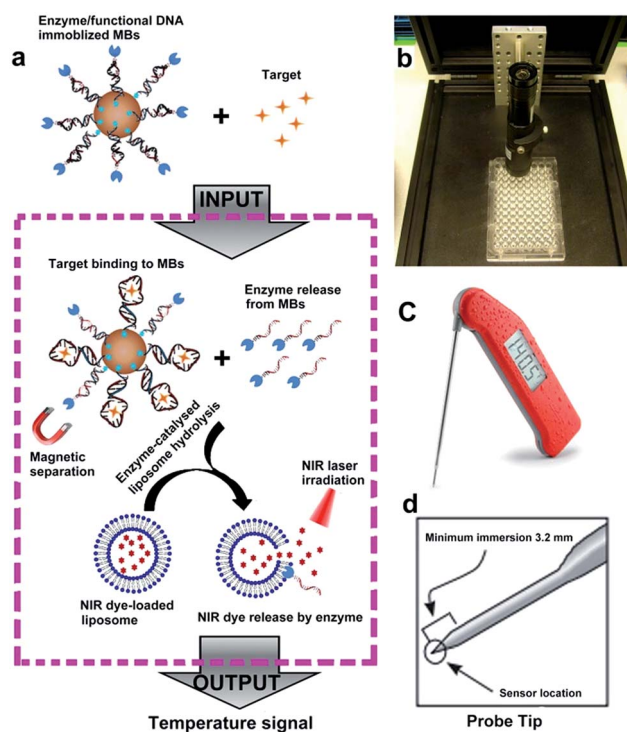 Enzyme/functional DNA
immoblized MBs
a
Target
INPUT
Target binding to MBs
Enzyme release
from MBs
Magnetic
separation
Enzyme-catalysed
liposome hydrolysis
NIR laser
irradiation
NIR dye-loaded
liposome
NIR dye release by enzyme
OUTPUT
Temperature signal
b
C
140.5
d
Minimum immersion 3.2 mm
Sensor location
Probe Tip